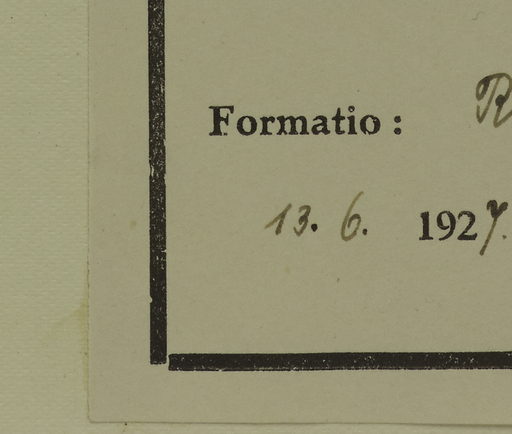 Formatio :
13. 6. 1927.